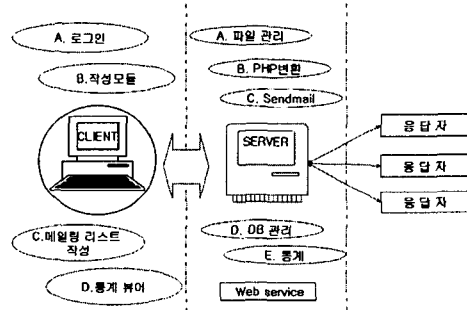 A. 로그인
B.작성모듈
CLIENT
C.메일링 리스트
작성
D.통계 뷰어
A. 파일 관리
B. PHP변환
C. Sendmail
SERVER
D. DB 관리
E. 통계
Web service
응 답 자
응 답 자
응 답 자